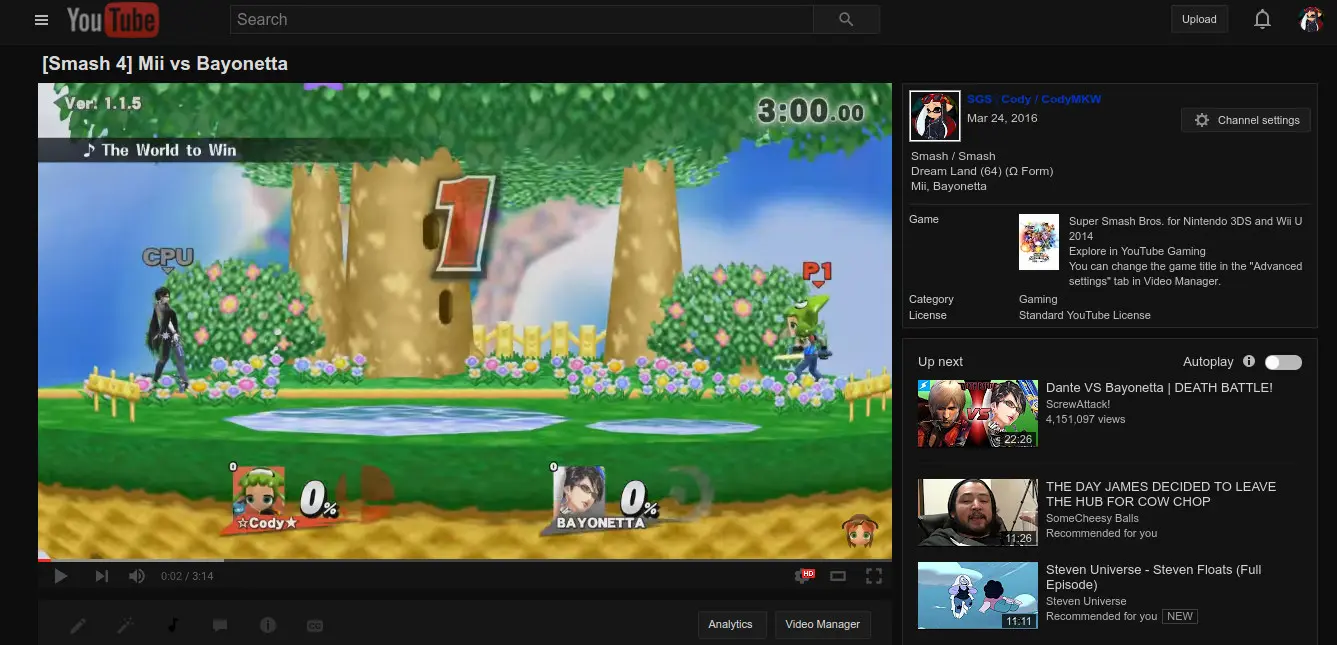 YouTube
Search
Upload
[Smash 4] Mii vs Bayonetta
Ver. 1.1.5
3:00.00
♪ The World to Win
1
CPU
P1
0
0%
☆Cody★
0
0%
BAYONETTA
0:02 / 3:14
HD
CC
Analytics
Video Manager
SGS | Cody / CodyMKW
Mar 24, 2016
Channel settings
Smash / Smash
Dream Land (64) (Ω Form)
Mii, Bayonetta
Game
Super Smash Bros. for Nintendo 3DS and Wii U
2014
Explore in YouTube Gaming
You can change the game title in the "Advanced
settings" tab in Video Manager.
Category
Gaming
License
Standard YouTube License
Up next
Autoplay
Dante VS Bayonetta | DEATH BATTLE!
ScrewAttack!
4,151,097 views
VS
22:26
THE DAY JAMES DECIDED TO LEAVE
THE HUB FOR COW CHOP
SomeCheesy Balls
Recommended for you
11:26
Steven Universe - Steven Floats (Full
Episode)
Steven Universe
Recommended for you NEW
11:11